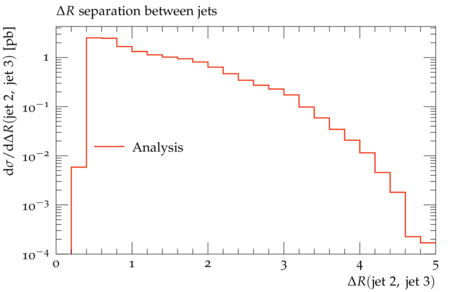 ΔR separation between jets
dσ/dΔR(jet 2, jet 3) [pb]
1
10⁻¹
10⁻²
10⁻³
10⁻⁴
Analysis
0 1 2 3 4 5
ΔR(jet 2, jet 3)